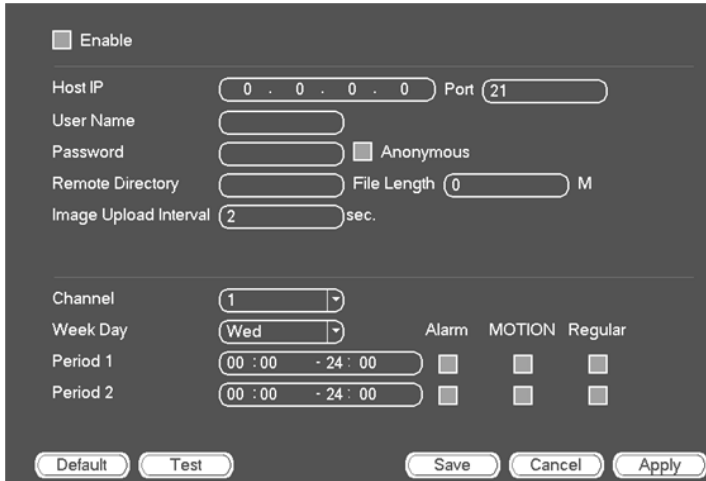 Enable
Host IP 0 . 0 . 0 . 0 Port 21
User Name
Password Anonymous
Remote Directory File Length 0 M
Image Upload Interval 2 sec.
Channel 1
Week Day Wed Alarm MOTION Regular
Period 1 00 :00 - 24 : 00
Period 2 00 :00 - 24 : 00
Default Test Save Cancel Apply